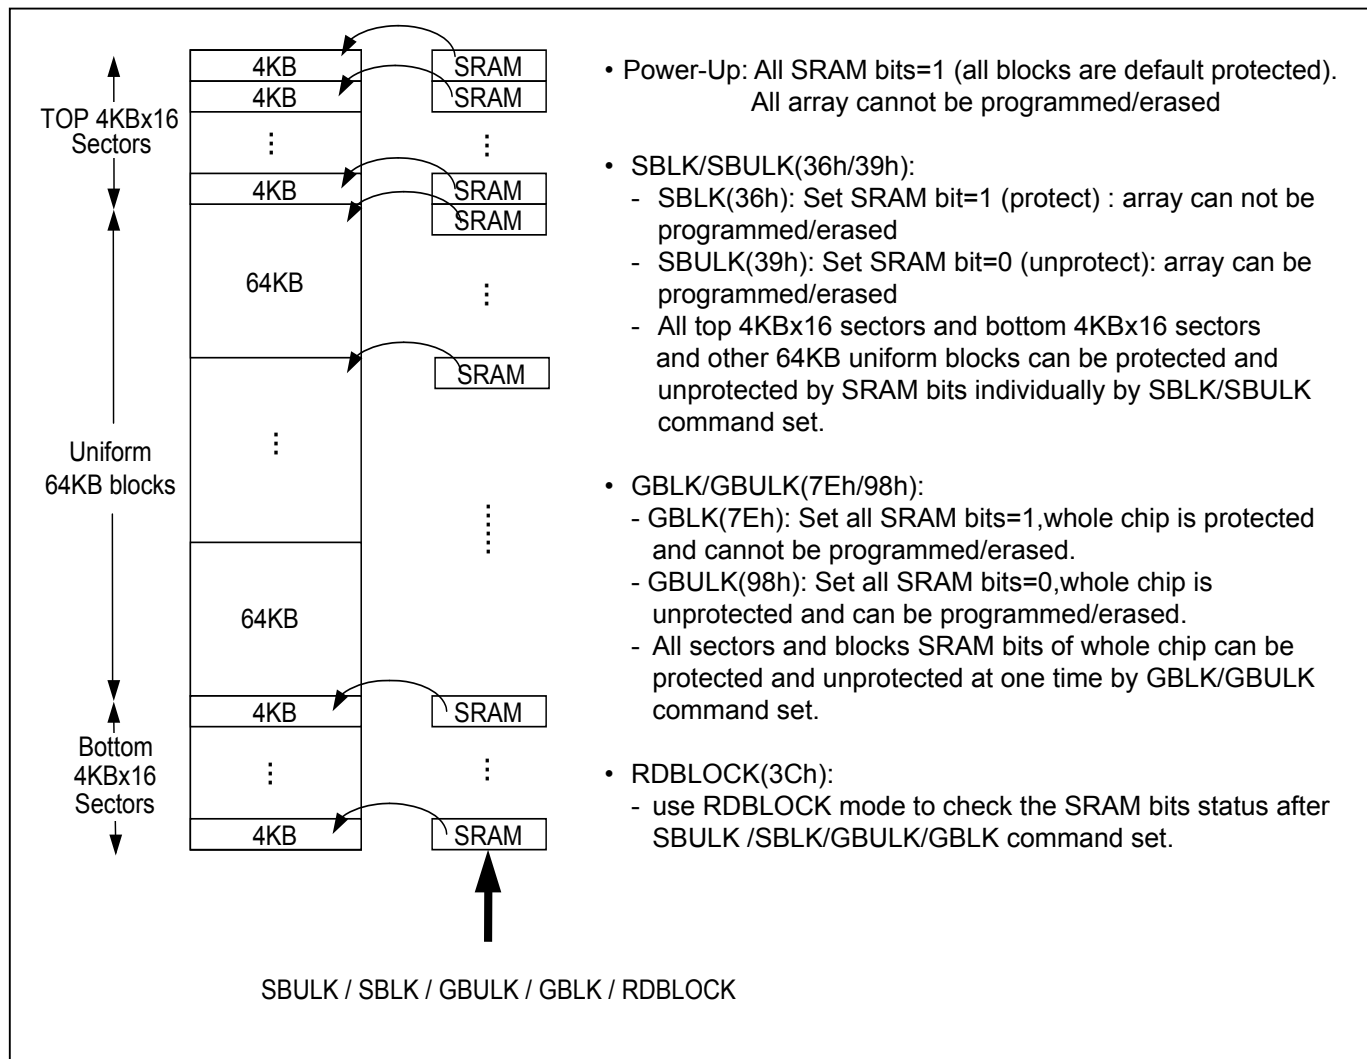 4KB
SRAM
4KB
SRAM
TOP 4KBx16
Sectors
4KB
SRAM
SRAM
64KB
SRAM
Uniform
64KB blocks
64KB
4KB
SRAM
Bottom
4KBx16
Sectors
4KB
SRAM
SBULK / SBLK / GBULK / GBLK / RDBLOCK
• Power-Up: All SRAM bits=1 (all blocks are default protected).
All array cannot be programmed/erased
• SBLK/SBULK(36h/39h):
- SBLK(36h): Set SRAM bit=1 (protect) : array can not be
programmed/erased
- SBULK(39h): Set SRAM bit=0 (unprotect): array can be
programmed/erased
- All top 4KBx16 sectors and bottom 4KBx16 sectors
and other 64KB uniform blocks can be protected and
unprotected by SRAM bits individually by SBLK/SBULK
command set.
• GBLK/GBULK(7Eh/98h):
- GBLK(7Eh): Set all SRAM bits=1,whole chip is protected
and cannot be programmed/erased.
- GBULK(98h): Set all SRAM bits=0,whole chip is
unprotected and can be programmed/erased.
- All sectors and blocks SRAM bits of whole chip can be
protected and unprotected at one time by GBLK/GBULK
command set.
• RDBLOCK(3Ch):
- use RDBLOCK mode to check the SRAM bits status after
SBULK /SBLK/GBULK/GBLK command set.